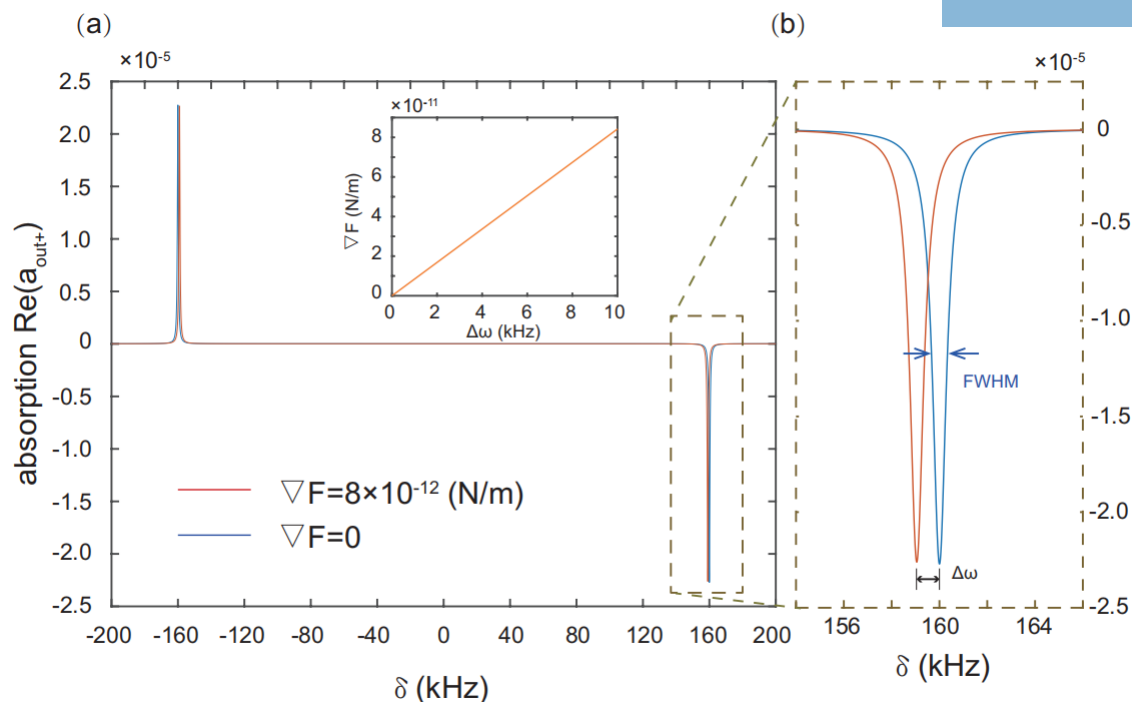 (a)
(b)
×10⁻⁵
2.5
2.0
1.5
1.0
0.5
0
-0.5
-1.0
-1.5
-2.0
-2.5
absorption Re(a_out+)
-200 -160 -120 -80 -40 0 40 80 120 160 200
δ (kHz)
×10⁻¹¹
8
6
4
2
0
▽F (N/m)
0 2 4 6 8 10
Δω (kHz)
▽F=8×10⁻¹² (N/m)
▽F=0
×10⁻⁵
0
-0.5
-1.0
-1.5
-2.0
-2.5
FWHM
Δω
156 160 164
δ (kHz)